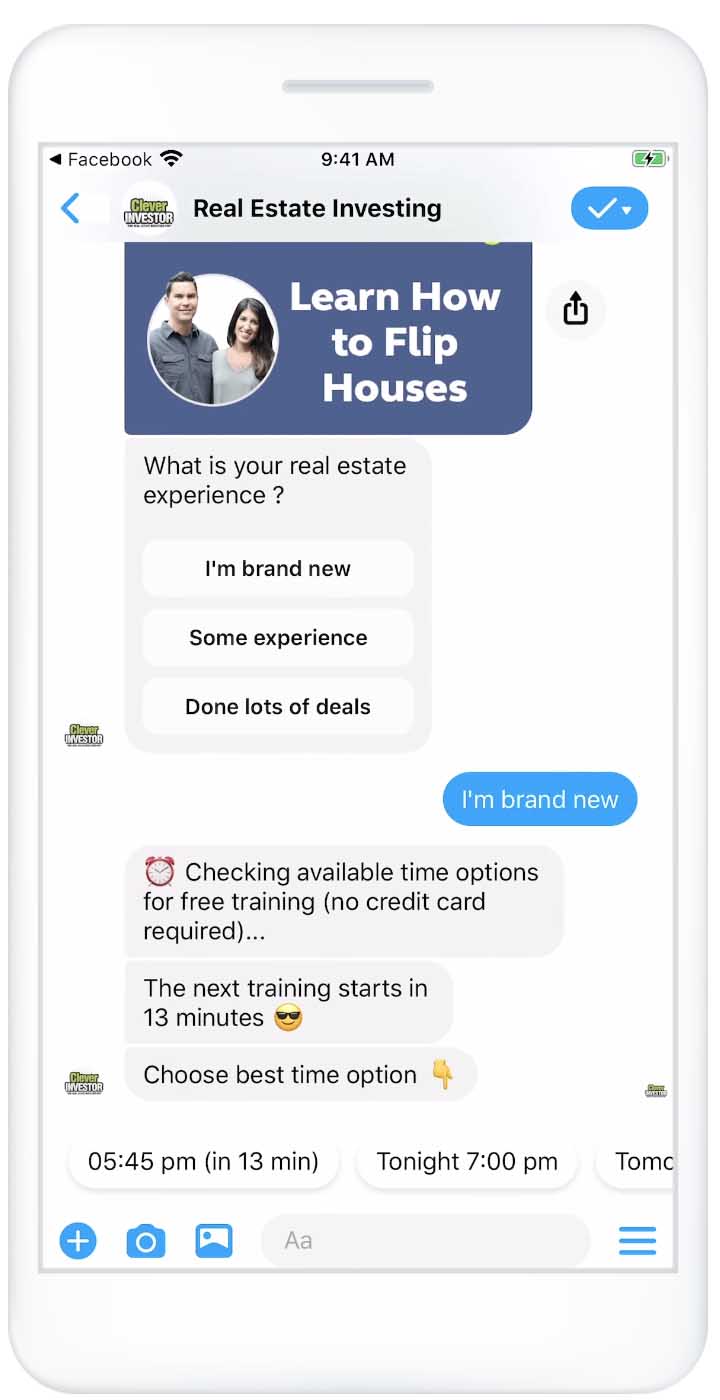 Facebook
9:41 AM
Clever
INVESTOR
Real Estate Investing
Learn How
to Flip
Houses
What is your real estate
experience ?
I'm brand new
Some experience
Done lots of deals
Clever
INVESTOR
I'm brand new
⏰ Checking available time options
for free training (no credit card
required)...
The next training starts in
13 minutes 😎
Choose best time option 👇
Clever
INVESTOR
Clever
INVESTOR
05:45 pm (in 13 min)
Tonight 7:00 pm
Tomo
Aa